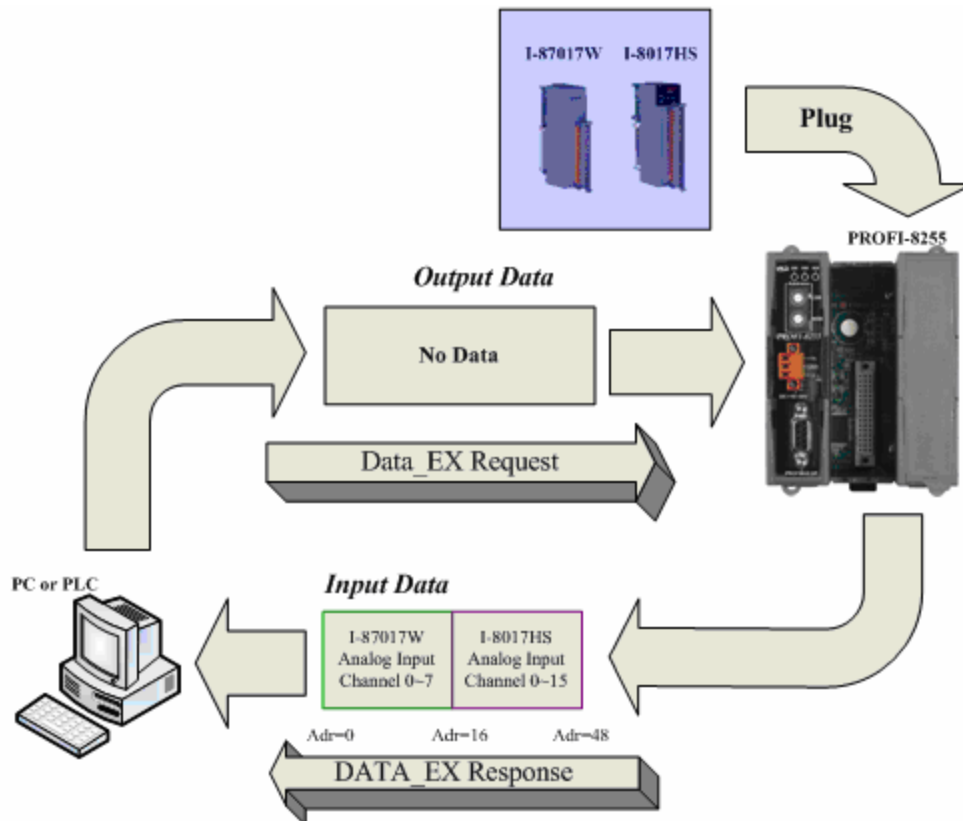 I-87017W I-8017HS
Plug
PROFI-8255
Output Data
No Data
Data_EX Request
PC or PLC
Input Data
I-87017W
Analog Input
Channel 0~7
I-8017HS
Analog Input
Channel 0~15
Adr=0 Adr=16 Adr=48
DATA_EX Response